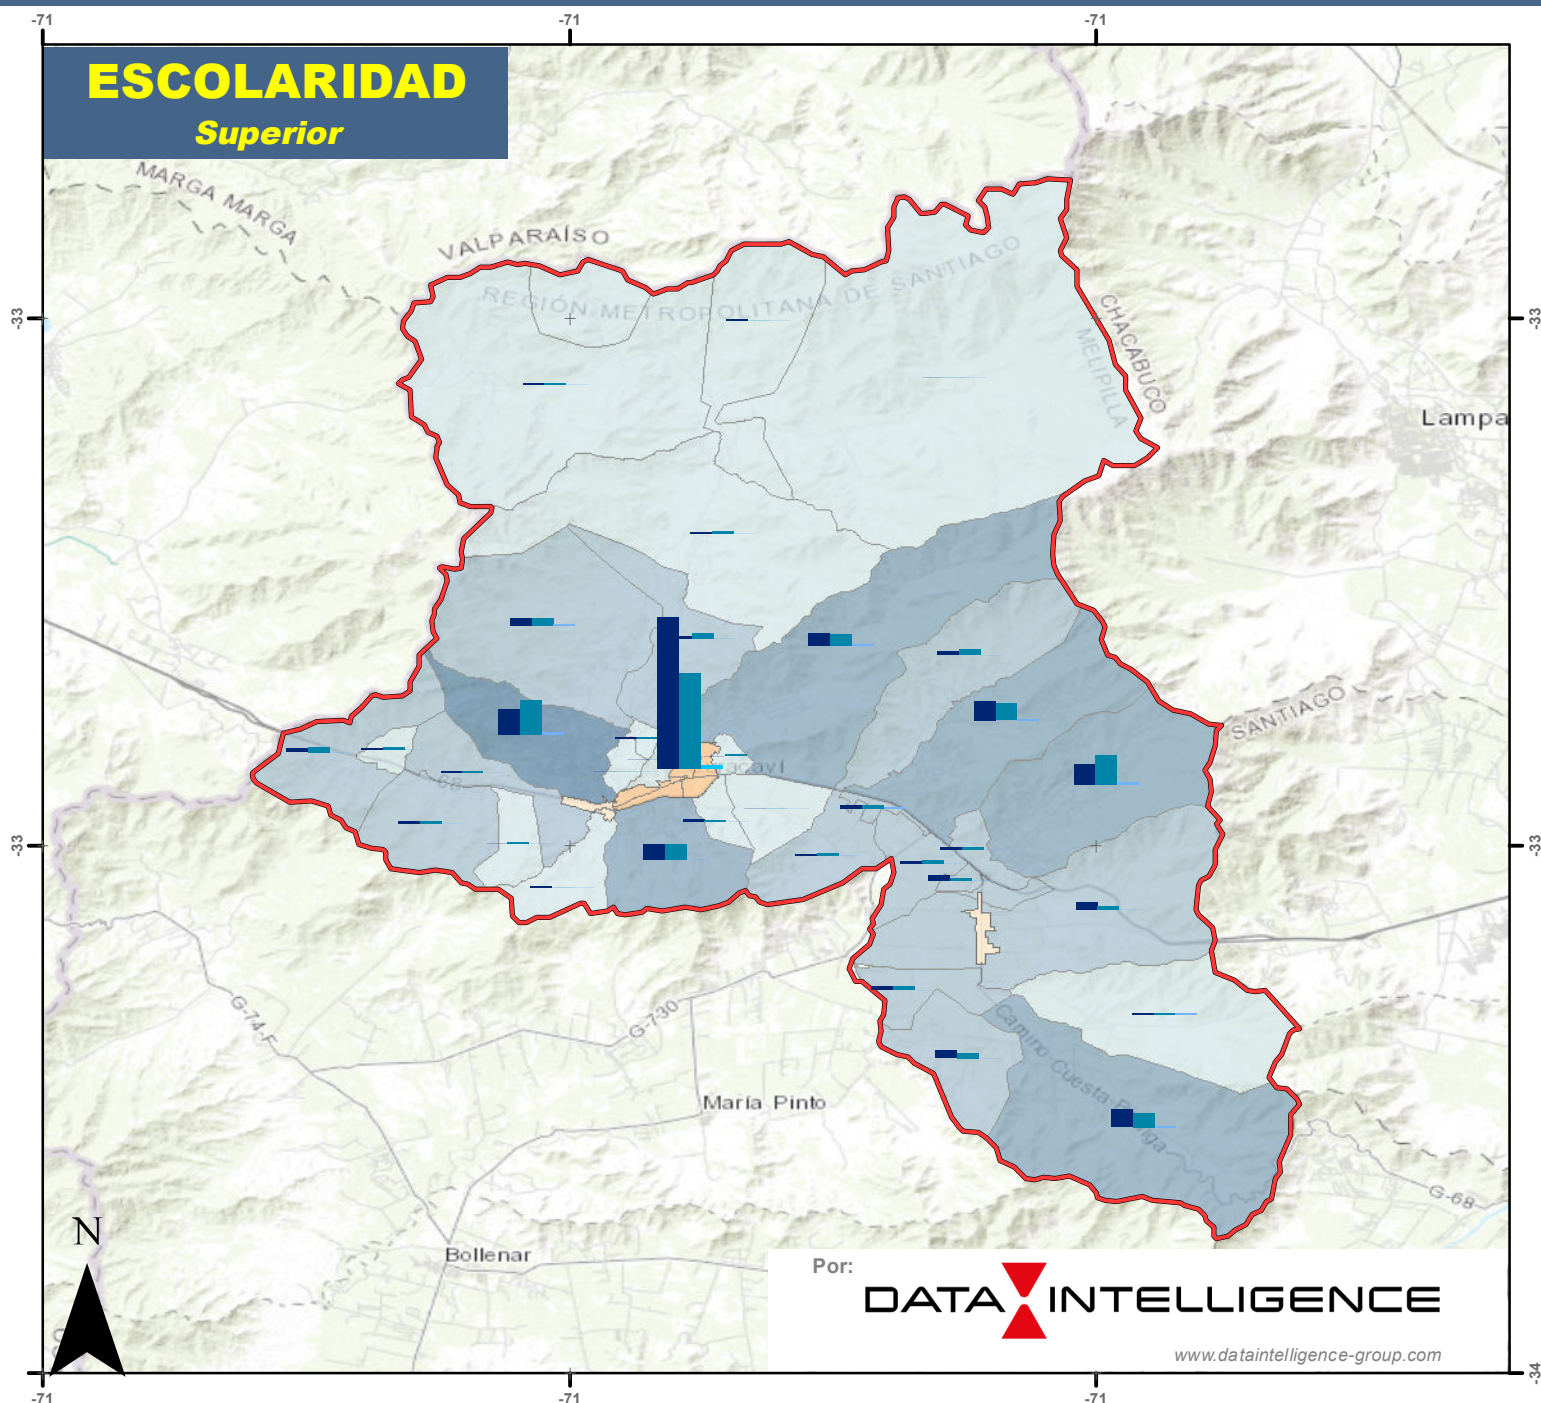 -71 -71 -71
ESCOLARIDAD
Superior
MARGA MARGA
VALPARAÍSO
REGIÓN METROPOLITANA DE SANTIAGO
-33 -33
CHACABUCO
MELIPILLA
Lampa
SANTIAGO
-33 -33
G-74-F
G-730
Camino-Cuesta-
María Pinto
G-68
N
Bollenar
Por:
DATA INTELLIGENCE
www.dataintelligence-group.com
-34
-71 -71 -71